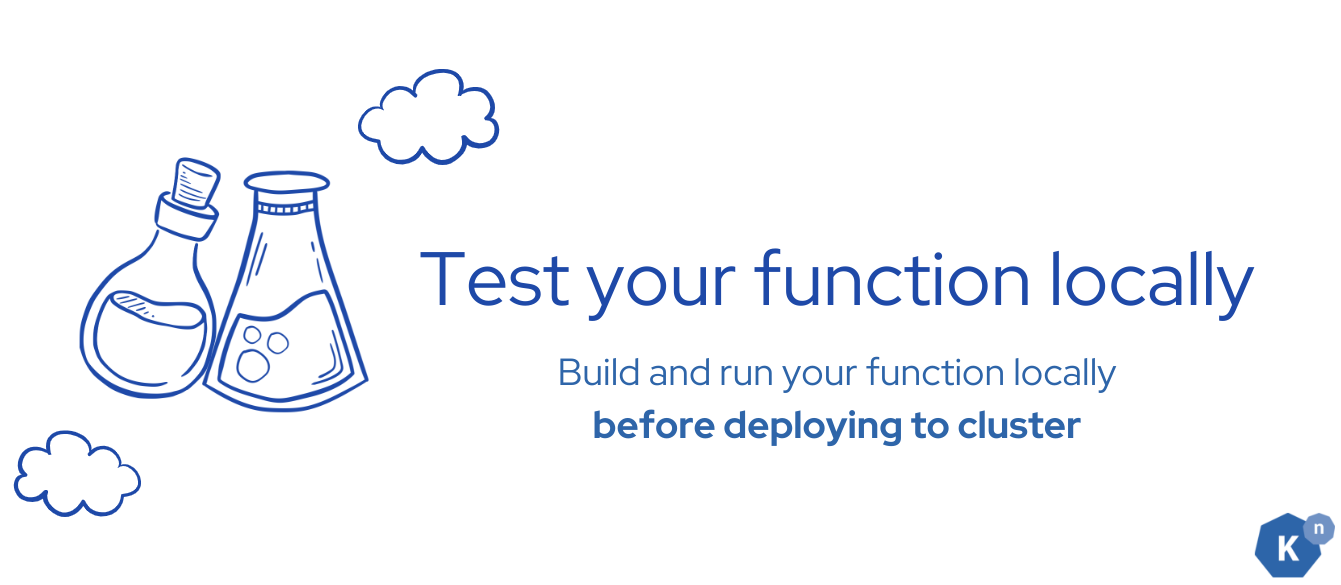 Test your function locally
Build and run your function locally
before deploying to cluster
K n